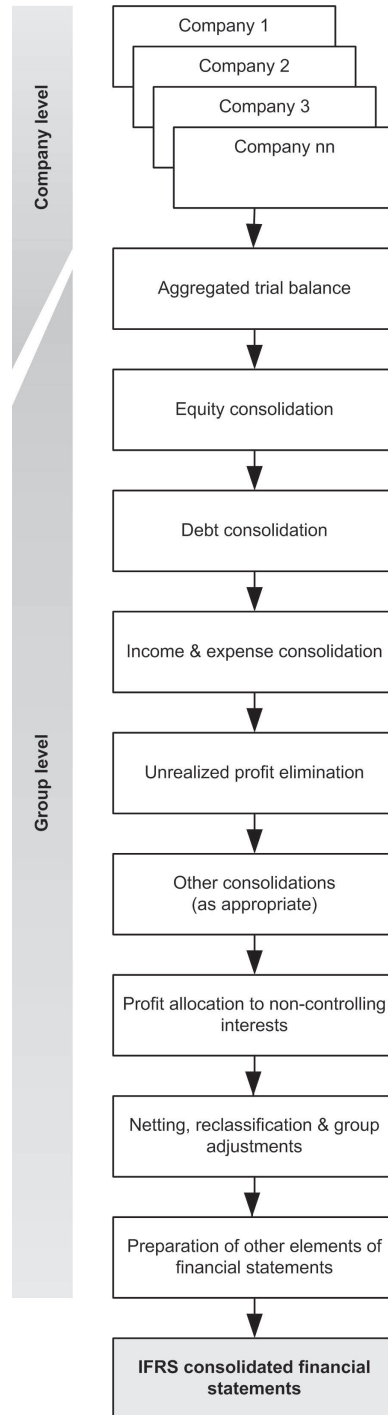 Company level
Company 1
Company 2
Company 3
Company nn
Aggregated trial balance
Equity consolidation
Debt consolidation
Income & expense consolidation
Group level
Unrealized profit elimination
Other consolidations
(as appropriate)
Profit allocation to non-controlling
interests
Netting, reclassification & group
adjustments
Preparation of other elements of
financial statements
IFRS consolidated financial
statements